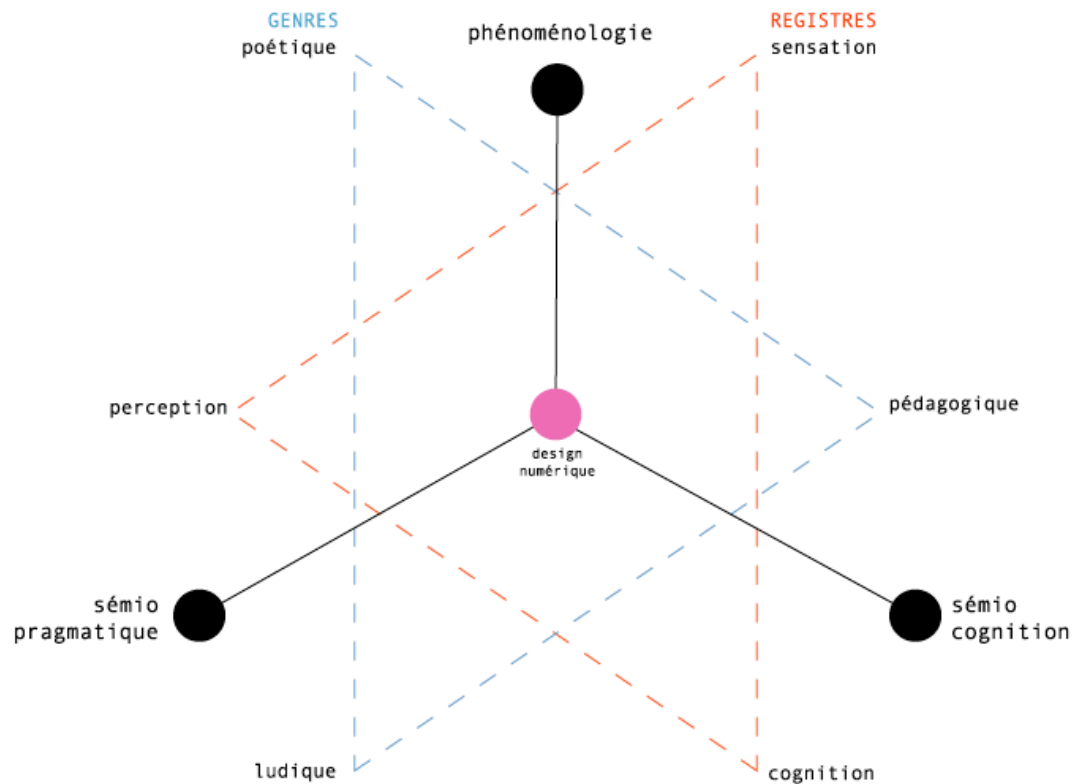 GENRES
poétique
phénoménologie
REGISTRES
sensation
perception
pédagogique
design
numérique
sémio
pragmatique
sémio
cognition
ludique
cognition